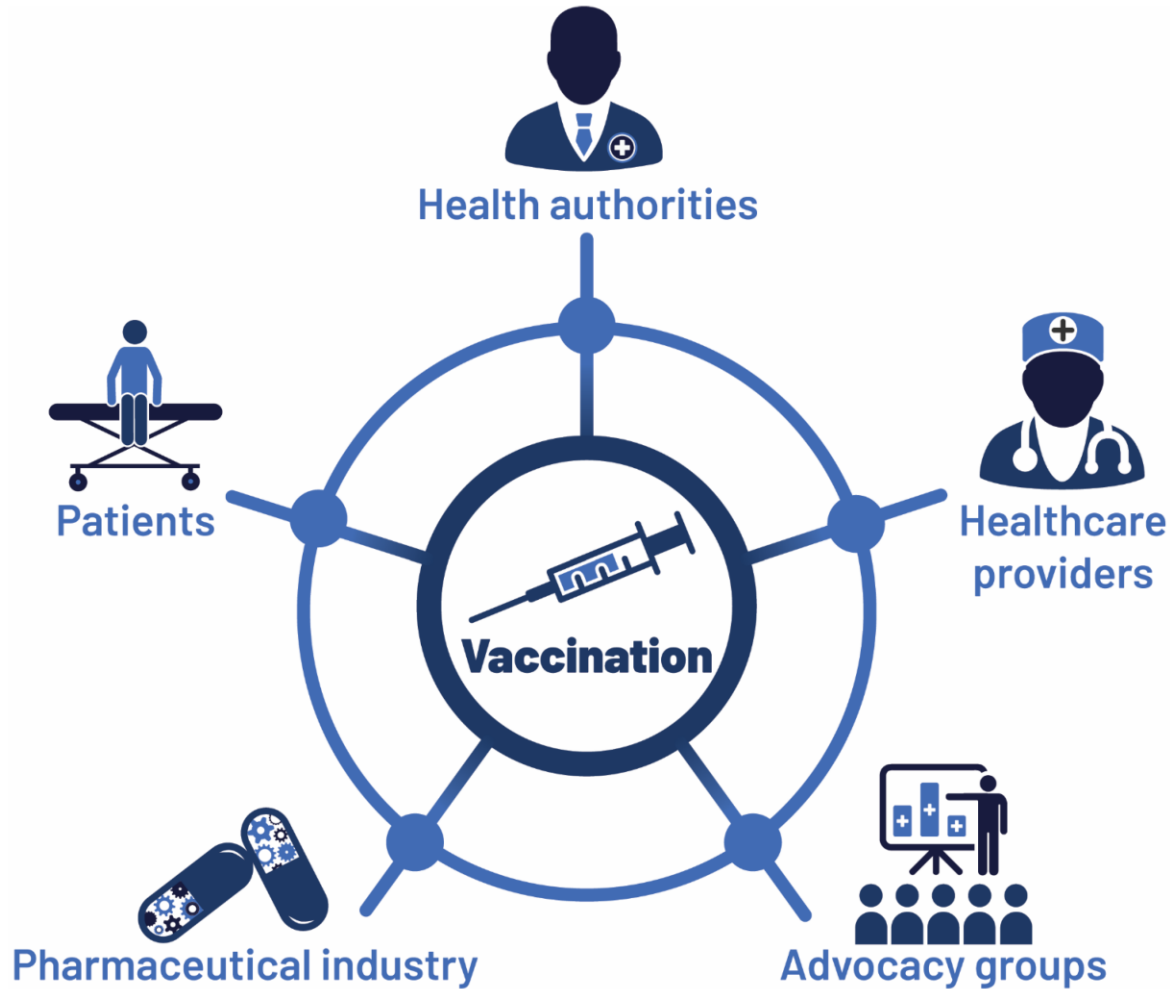 Health authorities
Patients
Healthcare
providers
Vaccination
Pharmaceutical industry
Advocacy groups